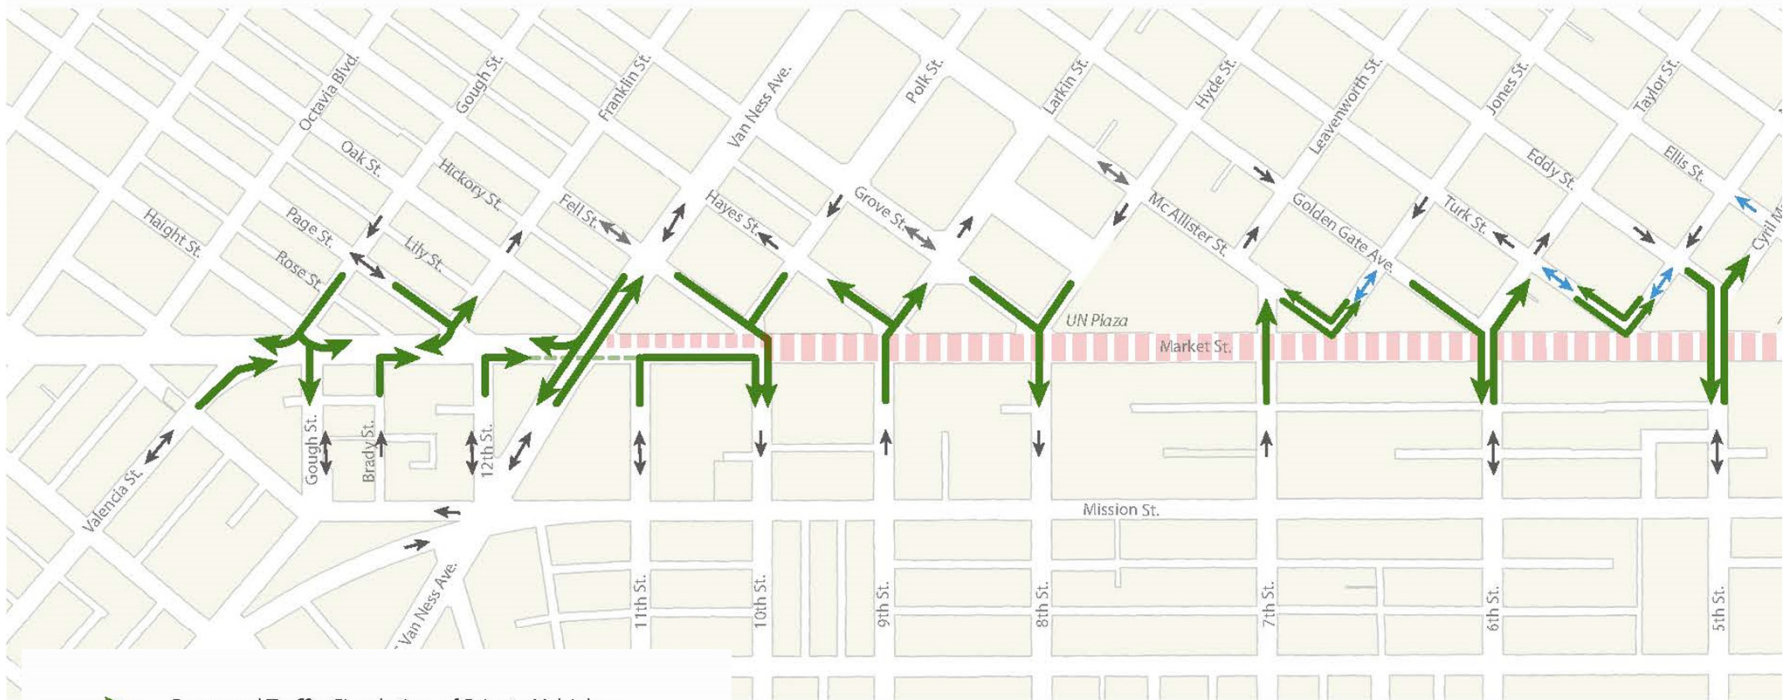 Octavia Blvd.
Gough St.
Franklin St.
Van Ness Ave.
Polk St.
Larkin St.
Hyde St.
Leavenworth St.
Jones St.
Taylor St.
Oak St.
Hickory St.
Fell St.
Hayes St.
Grove St.
Mc Allister St.
Golden Gate Ave.
Turk St.
Eddy St.
Ellis St.
Cyril M
Haight St.
Page St.
Rose St.
Lily St.
UN Plaza
Market St.
Valencia St.
Gough St.
Brady St.
12th St.
Mission St.
Van Ness Ave.
11th St.
10th St.
9th St.
8th St.
7th St.
6th St.
5th St.